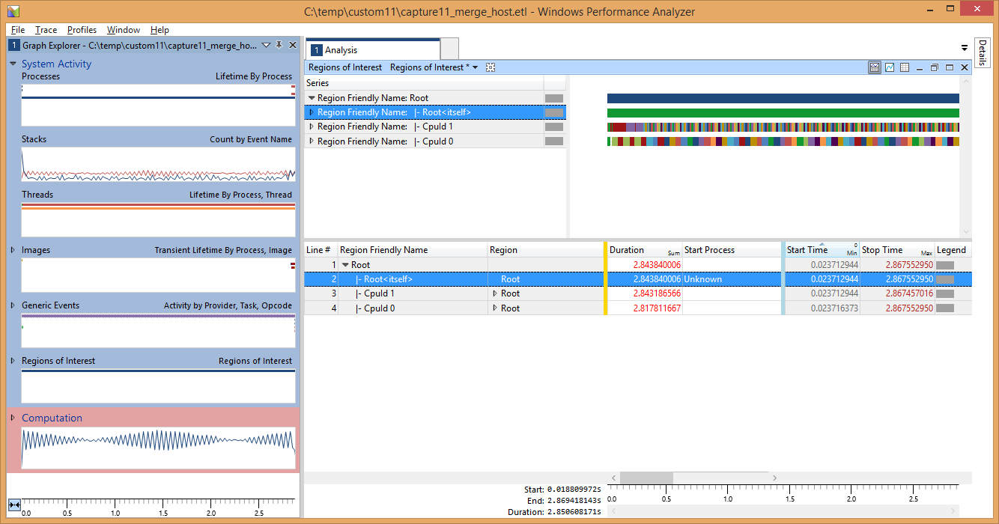 C:\temp\custom11\capture11_merge_host.etl - Windows Performance Analyzer
File Trace Profiles Window Help
1 Graph Explorer - C:\temp\custom11\capture11_merge_ho...
System Activity
Processes Lifetime By Process
Stacks Count by Event Name
Threads Lifetime By Process, Thread
Images Transient Lifetime By Process, Image
Generic Events Activity by Provider, Task, Opcode
Regions of Interest Regions of Interest
Computation
0.0 0.5 1.0 1.5 2.0 2.5
1 Analysis
Regions of Interest Regions of Interest *
Series
Region Friendly Name: Root
Region Friendly Name: |- Root<itself>
Region Friendly Name: |- CpuId 1
Region Friendly Name: |- CpuId 0
Line # Region Friendly Name Region Duration Sum Start Process Start Time 0 Min Stop Time Max Legend
1 Root 2.843840006 0.023712944 2.867552950
2 |- Root<itself> Root 2.843840006 Unknown 0.023712944 2.867552950
3 |- CpuId 1 Root 2.843186566 0.023712944 2.867457016
4 |- CpuId 0 Root 2.817811667 0.023716373 2.867552950
Start: 0.018809972s
End: 2.869418143s
Duration: 2.850608171s
0.0 0.5 1.0 1.5 2.0 2.5
Details